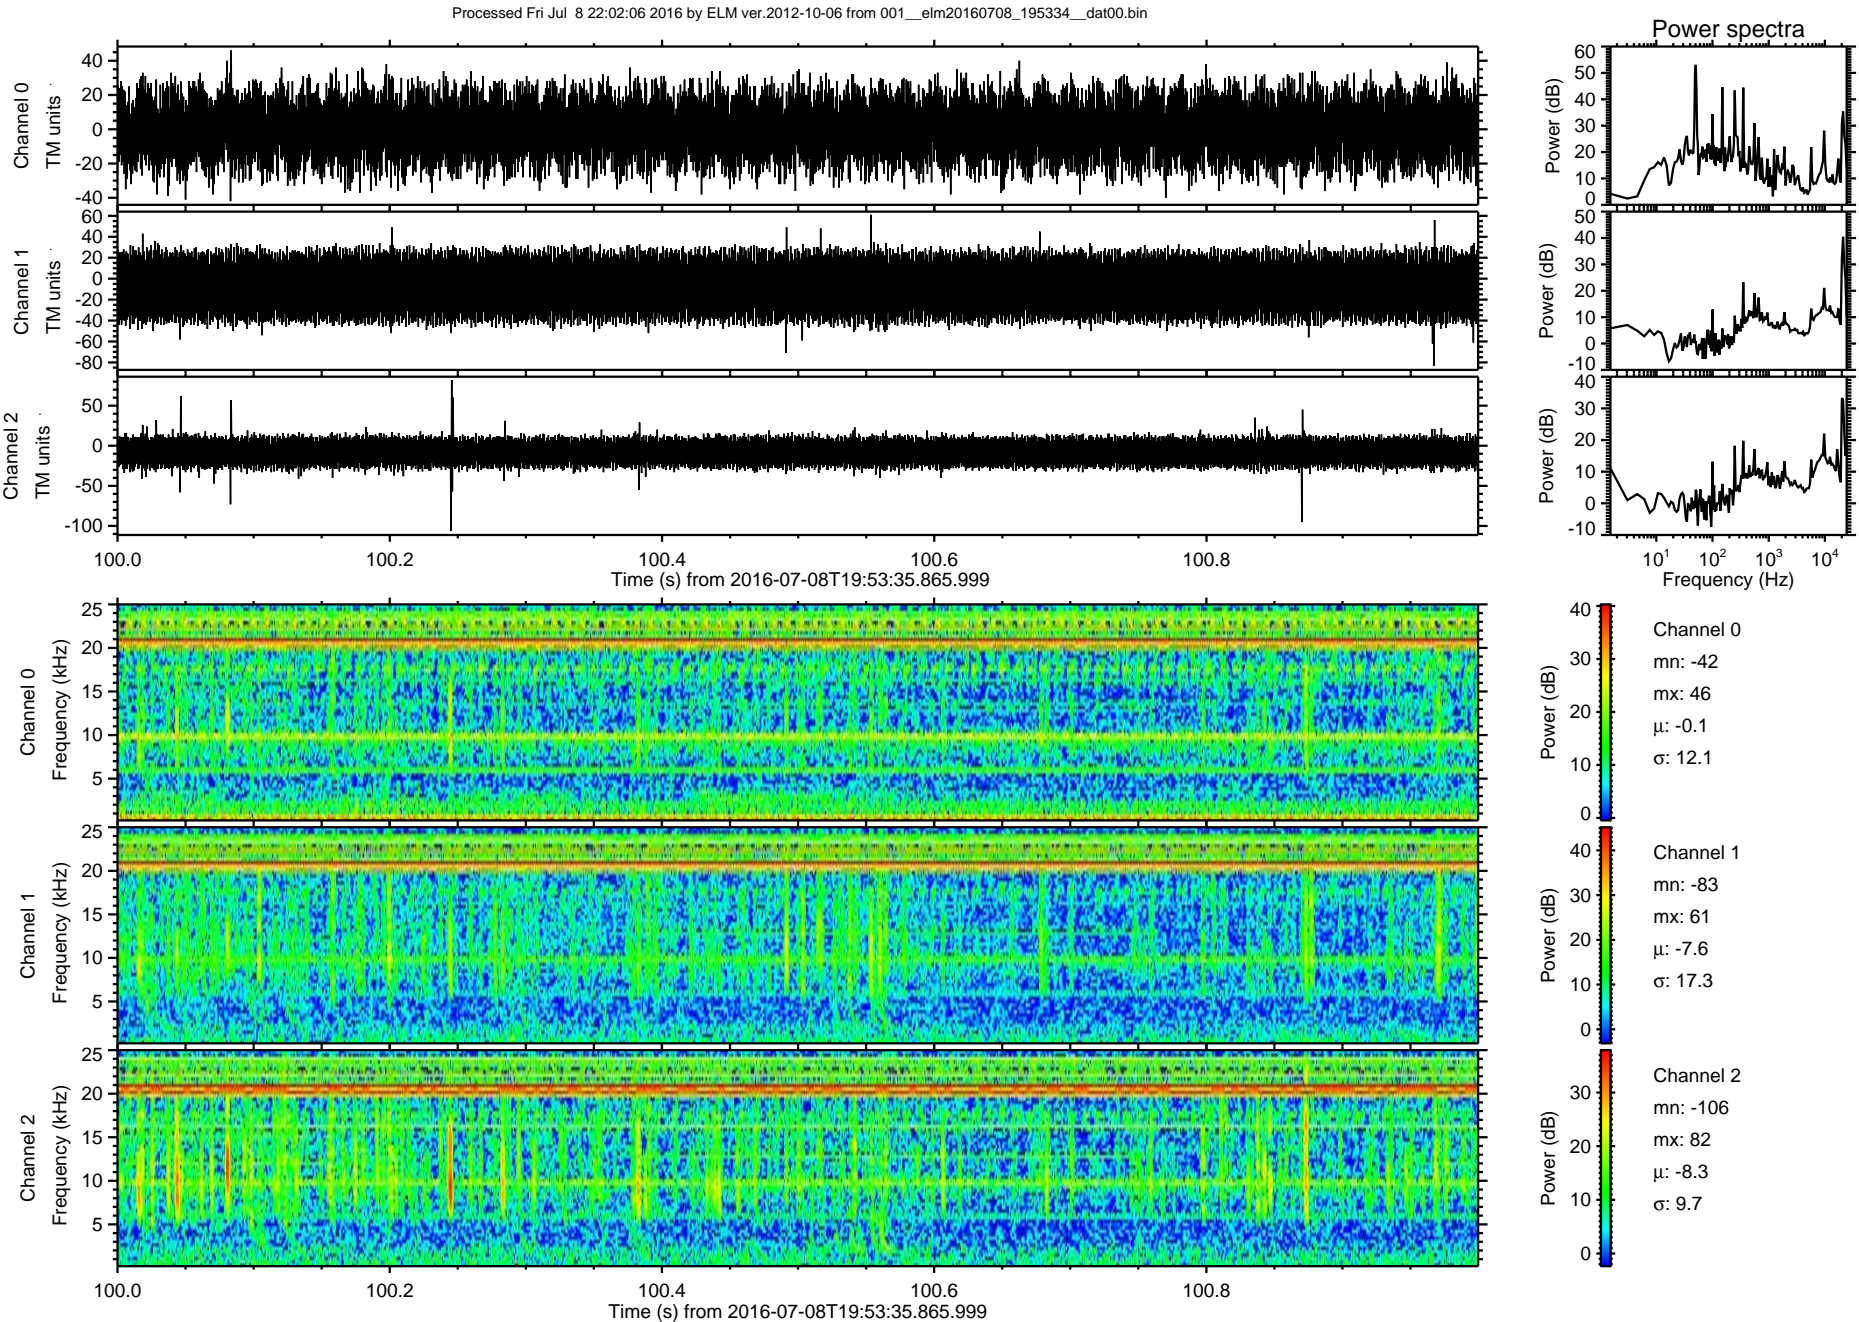 Processed Fri Jul  8 22:02:06 2016 by ELM ver.2012-10-06 from 001__elm20160708_195334__dat00.bin
Power spectra
Channel 0
TM units
40
20
0
-20
-40
Power (dB)
60
50
40
30
20
10
0
Channel 1
TM units
60
40
20
0
-20
-40
-60
-80
Power (dB)
50
40
30
20
10
0
-10
Channel 2
TM units
50
0
-50
-100
Power (dB)
40
30
20
10
0
-10
100.0 100.2 100.4 100.6 100.8
Time (s) from 2016-07-08T19:53:35.865.999
10¹ 10² 10³ 10⁴
Frequency (Hz)
Channel 0
Frequency (kHz)
25
20
15
10
5
Power (dB)
40
30
20
10
0
Channel 0
mn: -42
mx: 46
μ: -0.1
σ: 12.1
Channel 1
Frequency (kHz)
25
20
15
10
5
Power (dB)
40
30
20
10
0
Channel 1
mn: -83
mx: 61
μ: -7.6
σ: 17.3
Channel 2
Frequency (kHz)
25
20
15
10
5
Power (dB)
30
20
10
0
Channel 2
mn: -106
mx: 82
μ: -8.3
σ: 9.7
100.0 100.2 100.4 100.6 100.8
Time (s) from 2016-07-08T19:53:35.865.999